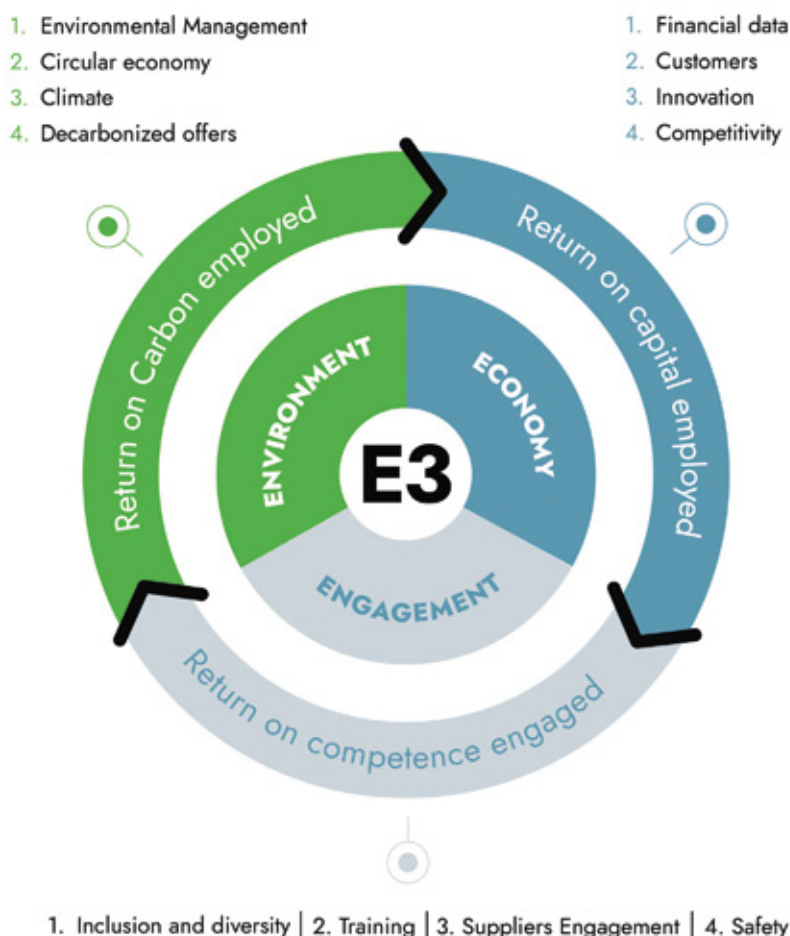 1. Environmental Management
2. Circular economy
3. Climate
4. Decarbonized offers
1. Financial data
2. Customers
3. Innovation
4. Competitivity
Return on Carbon employed
Return on capital employed
ENVIRONMENT
ECONOMY
E3
ENGAGEMENT
Return on competence engaged
1. Inclusion and diversity | 2. Training | 3. Suppliers Engagement | 4. Safety